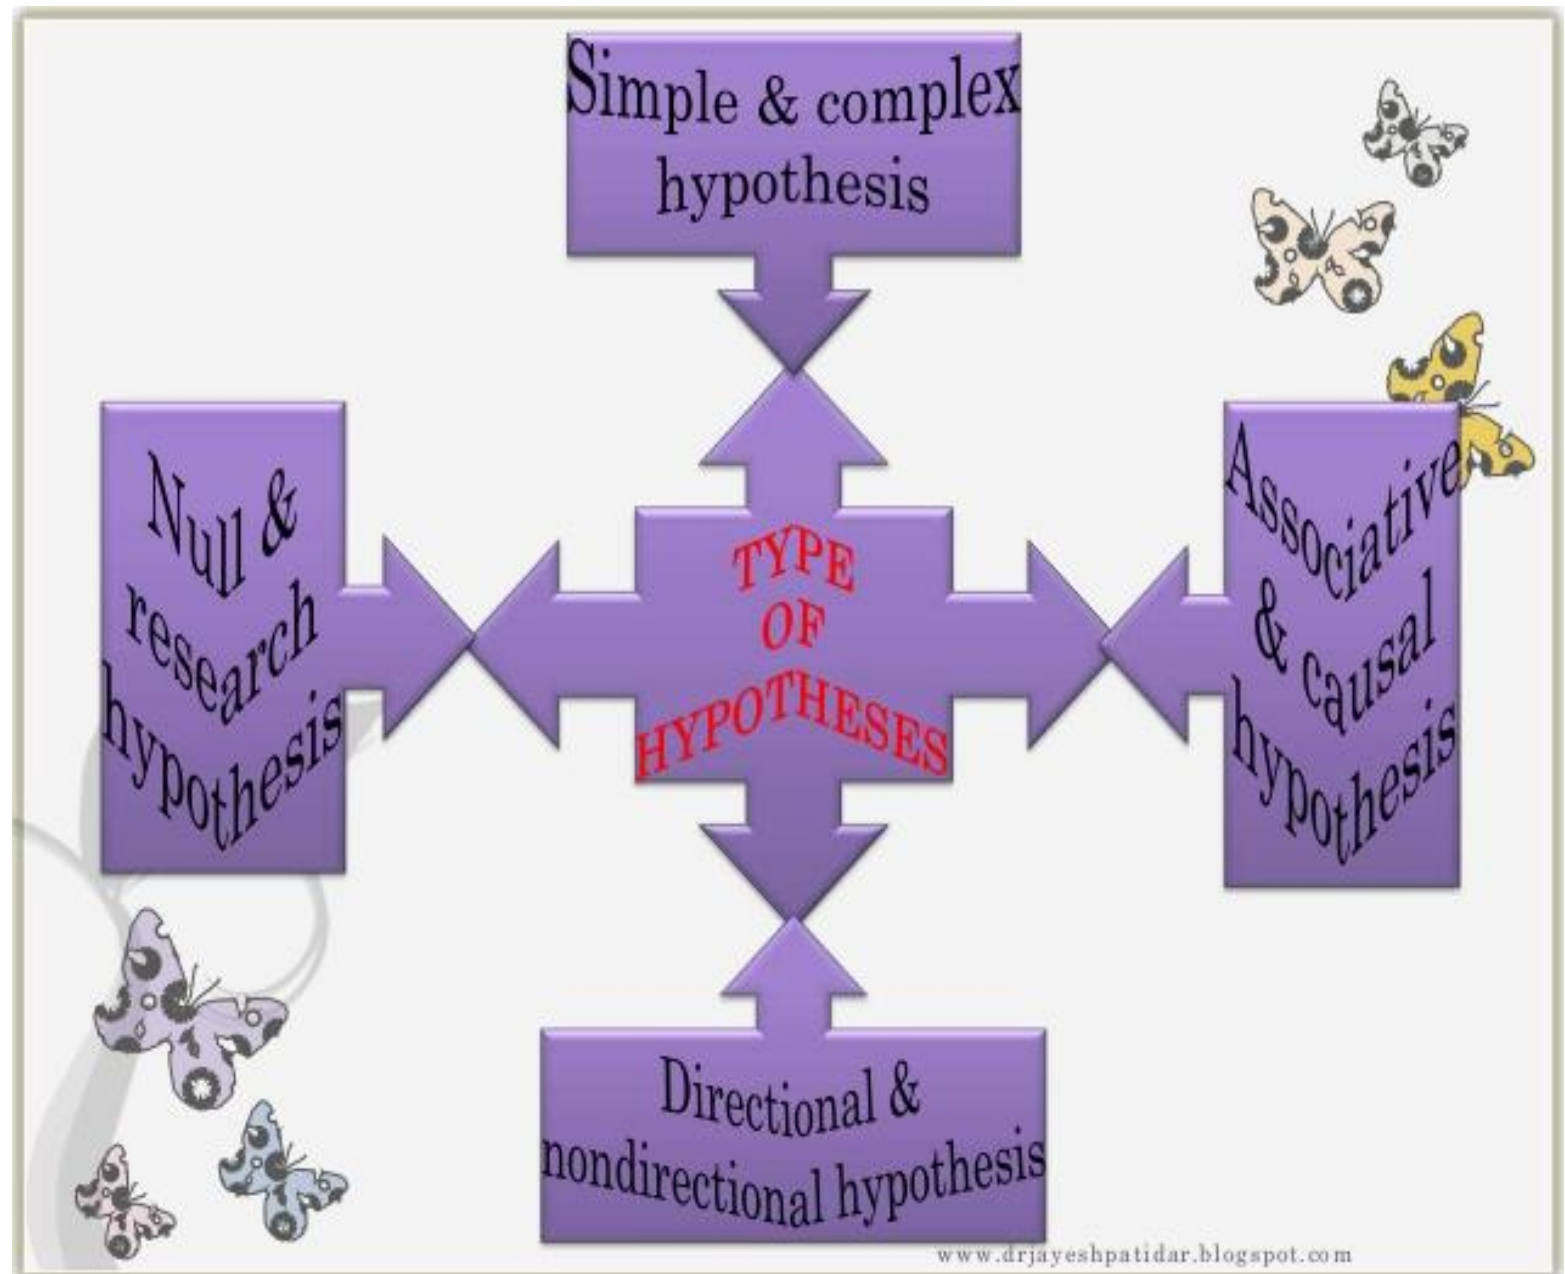 Simple & complex
hypothesis
Null &
research
hypothesis
TYPE
OF
HYPOTHESES
Associative
& causal
hypothesis
Directional &
nondirectional hypothesis
www.drjayeshpatidar.blogspot.com